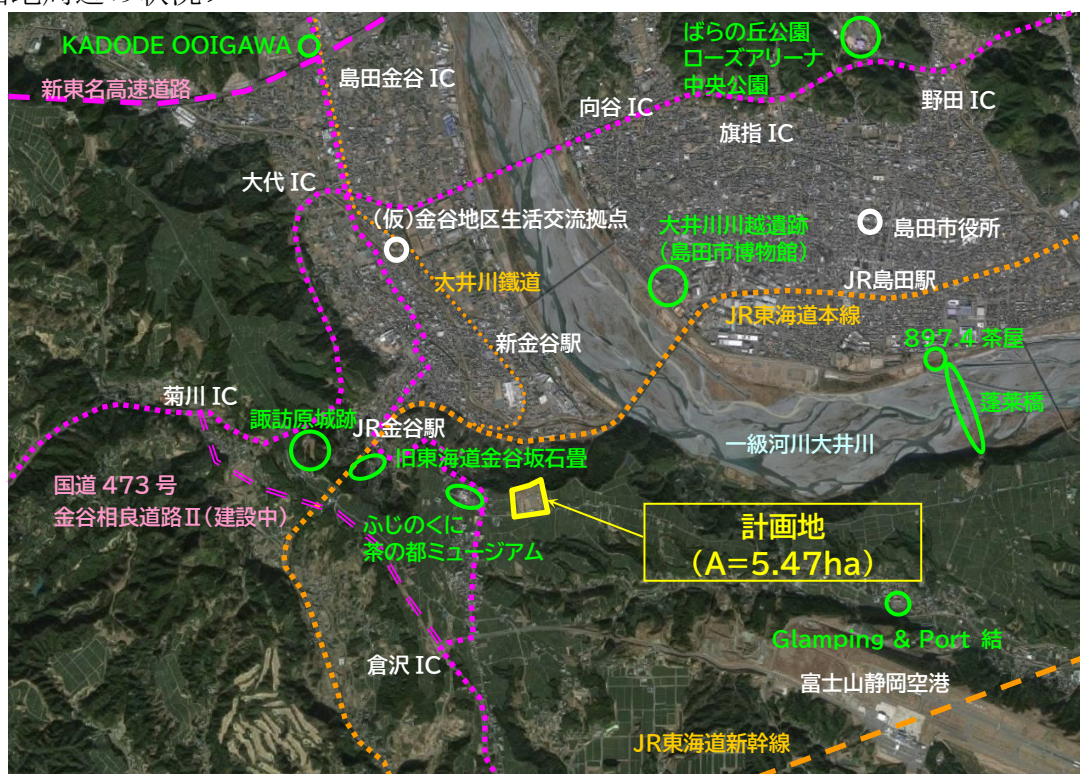 KADODE OOIGAWA
新東名高速道路
島田金谷 IC
ばらの丘公園
ローズアリーナ
中央公園
向谷 IC
旗指 IC
野田 IC
大代 IC
(仮)金谷地区生活交流拠点
大井川川越遺跡
(島田市博物館)
島田市役所
大井川鐵道
JR島田駅
JR東海道本線
新金谷駅
897.4 茶屋
蓬莱橋
菊川 IC
諏訪原城跡
JR金谷駅
一級河川大井川
旧東海道金谷坂石畳
国道 473 号
金谷相良道路Ⅱ(建設中)
ふじのくに
茶の都ミュージアム
計画地
(A=5.47ha)
Glamping & Port 結
倉沢 IC
富士山静岡空港
JR東海道新幹線